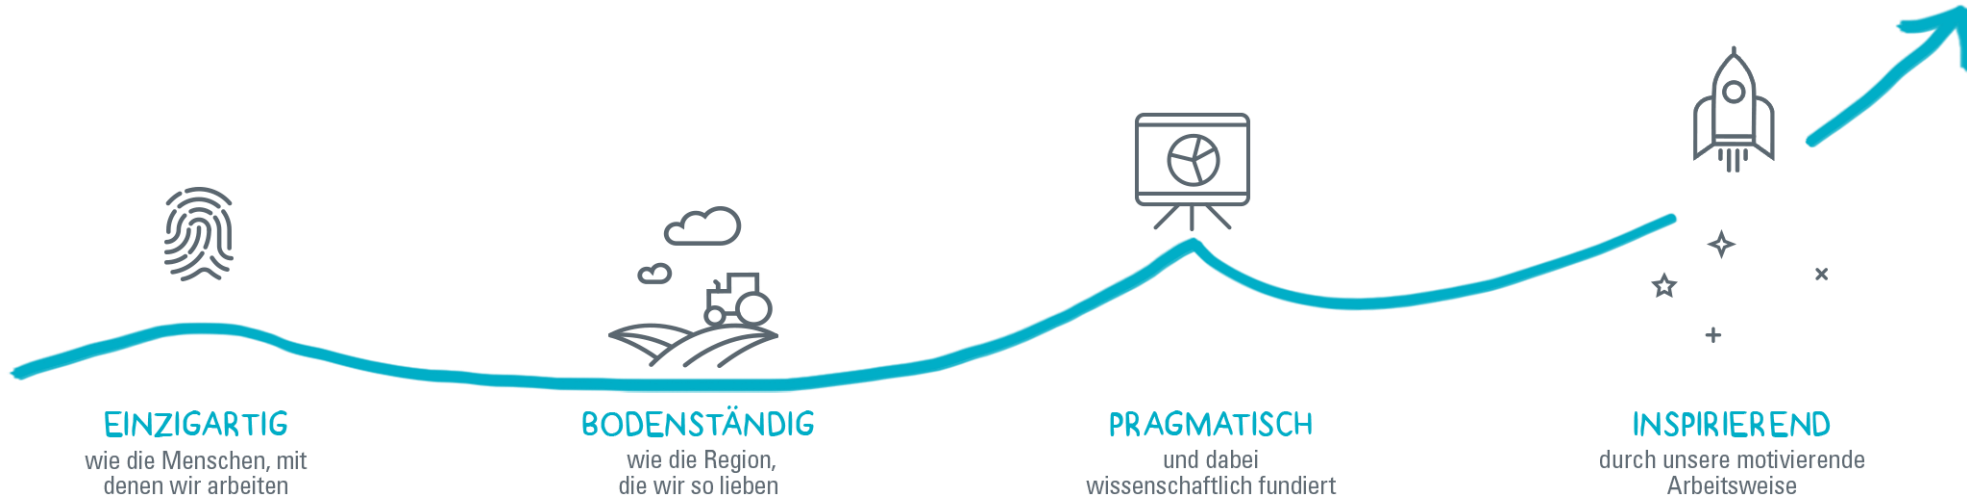 EINZIGARTIG
wie die Menschen, mit
denen wir arbeiten
BODENSTÄNDIG
wie die Region,
die wir so lieben
PRAGMATISCH
und dabei
wissenschaftlich fundiert
INSPIRIEREND
durch unsere motivierende
Arbeitsweise